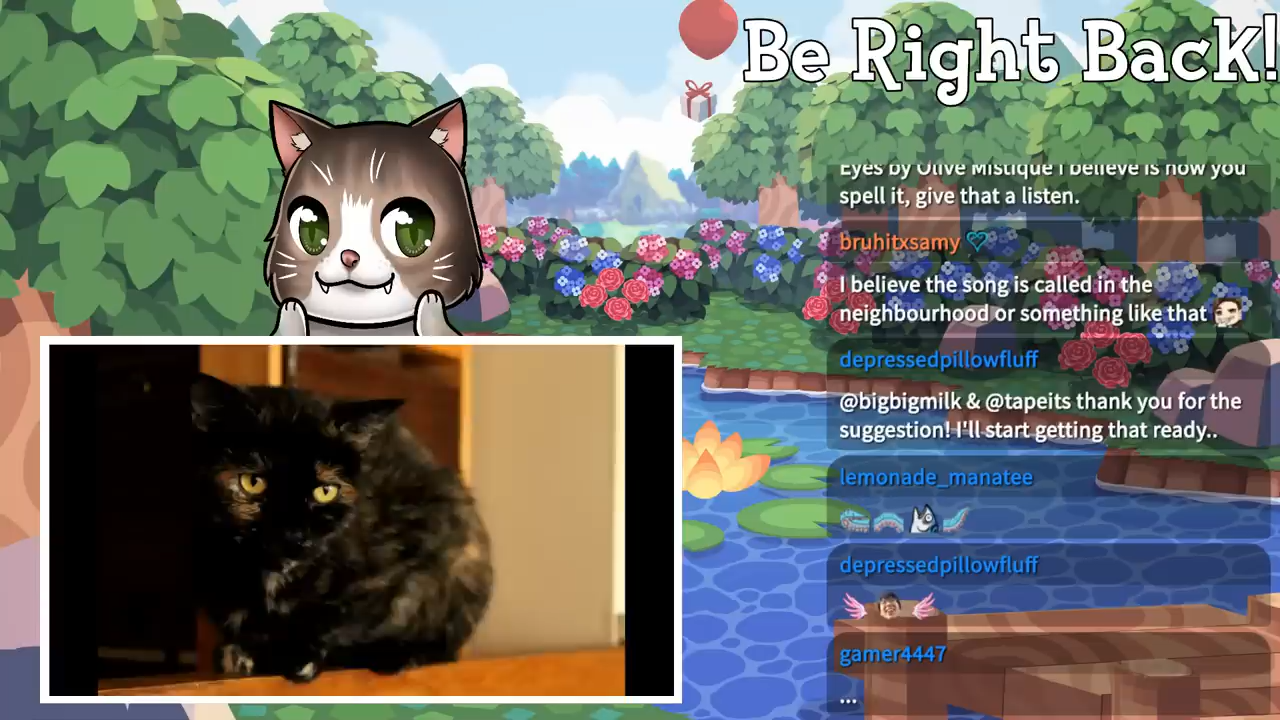 Be Right Back!
Eyes by Olive Mistique I believe is how you
spell it, give that a listen.
bruhitxsamy
I believe the song is called in the
neighbourhood or something like that
depressedpillowfluff
@bigbigmilk & @tapeits thank you for the
suggestion! I'll start getting that ready..
lemonade_manatee
depressedpillowfluff
gamer4447
...